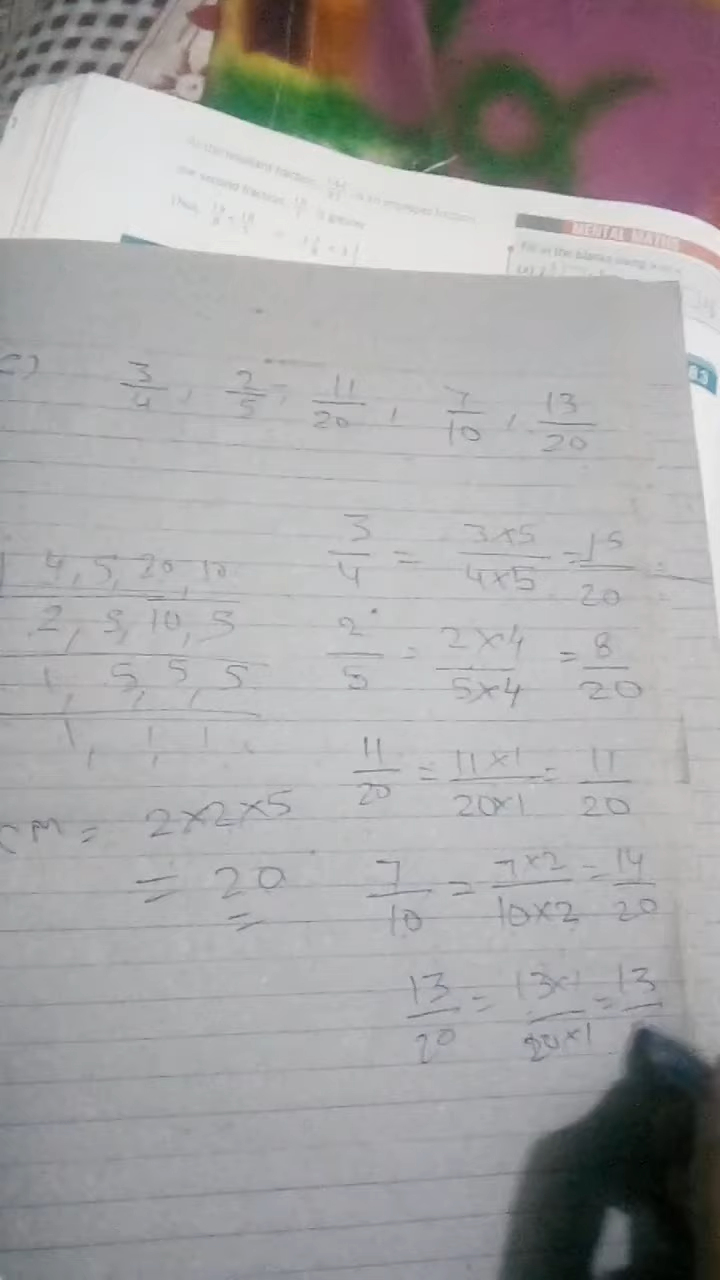 MENTAL MATHS
c) 3/4, 2/5, 11/20, 7/10, 13/20
4, 5, 20, 10
2, 5, 10, 5
1, 5, 5, 5
1, 1, 1
CM = 2×2×5
= 20
3/4 = 3×5/4×5 = 15/20
2/5 = 2×4/5×4 = 8/20
11/20 = 11×1/20×1 = 11/20
7/10 = 7×2/10×2 = 14/20
13/20 = 13×1/20×1 = 13/